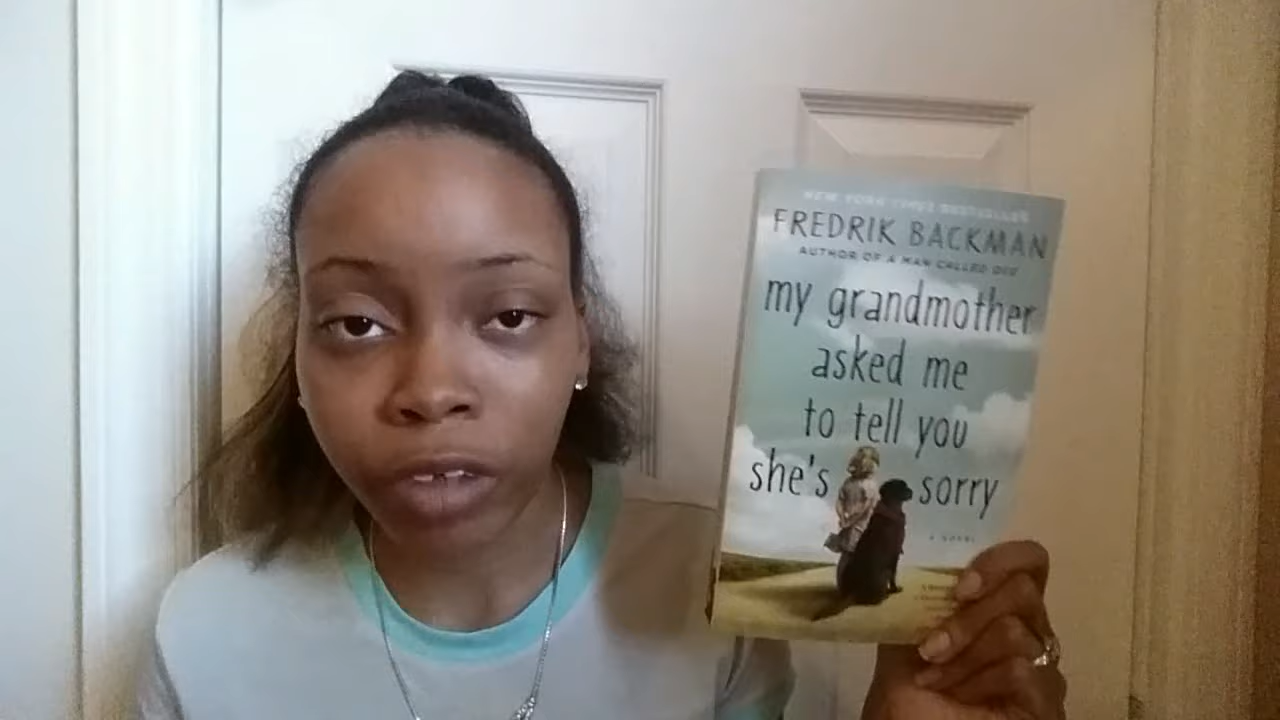 NEW YORK TIMES BESTSELLER
FREDRIK BACKMAN
AUTHOR OF A MAN CALLED OVE
my grandmother
asked me
to tell you
she's sorry
A NOVEL